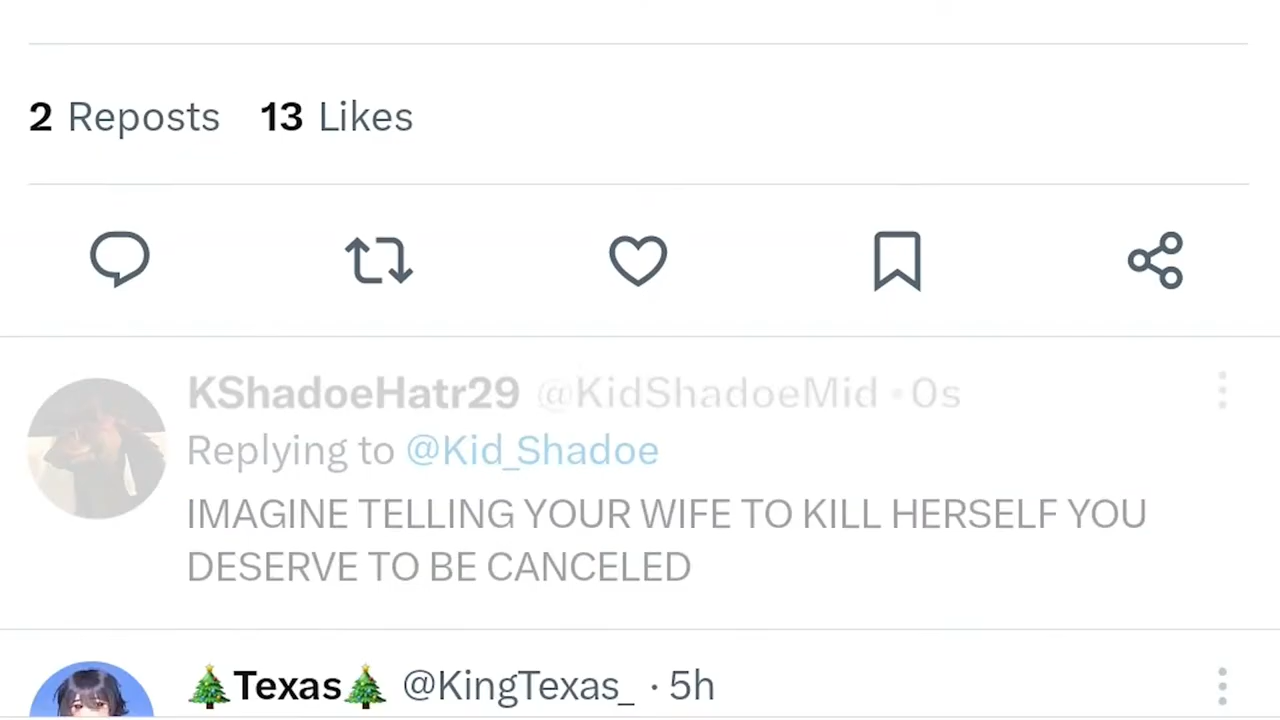 2 Reposts 13 Likes
KShadoeHatr29 @KidShadoeMid · 0s
Replying to @Kid_Shadoe
IMAGINE TELLING YOUR WIFE TO KILL HERSELF YOU
DESERVE TO BE CANCELED
🎄Texas🎄 @KingTexas_ · 5h